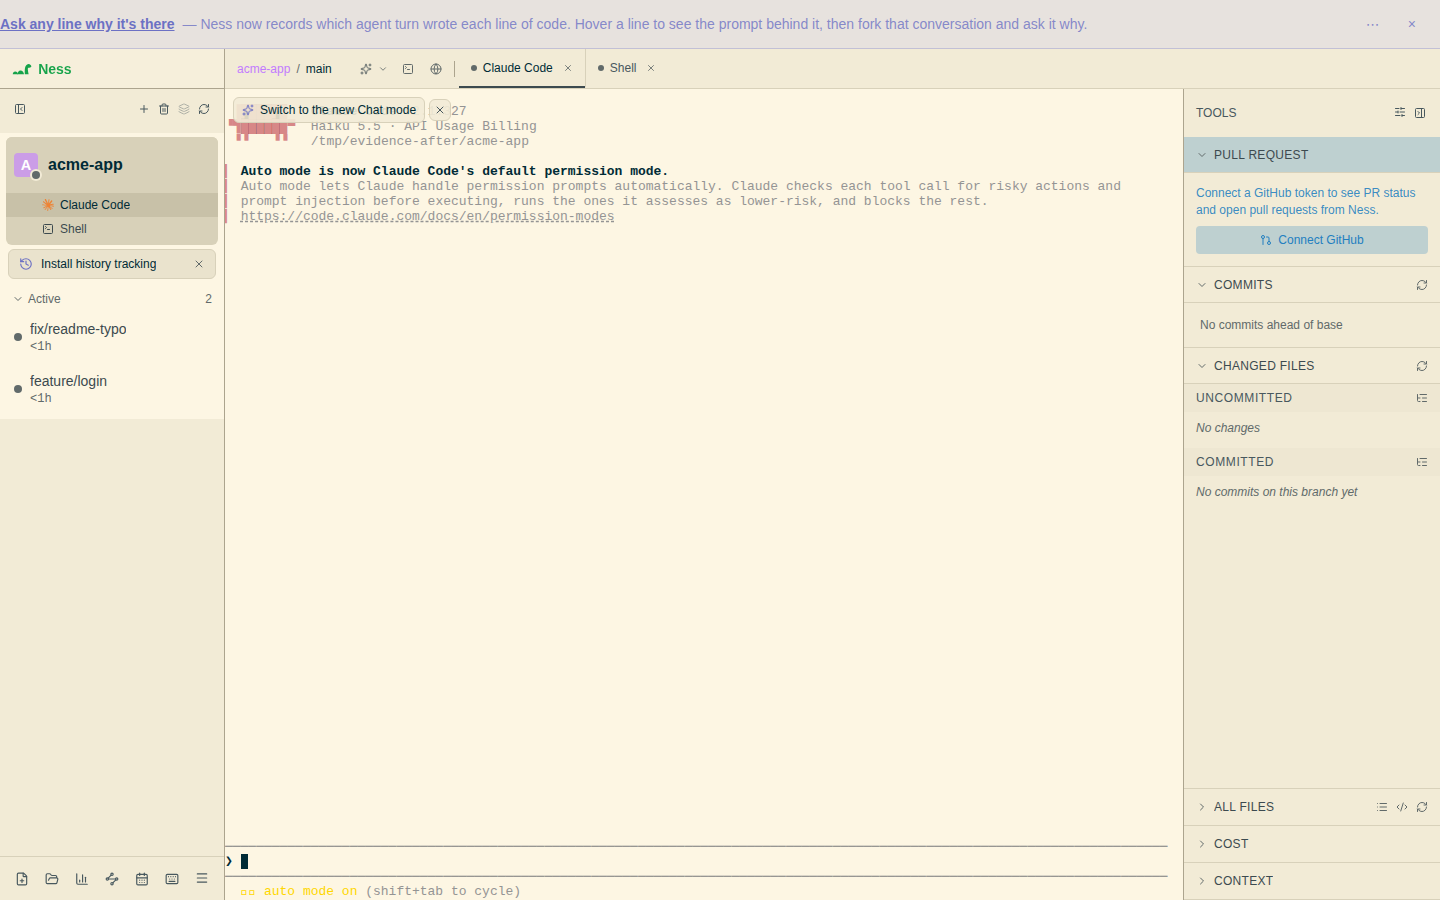 Ask any line why it's there — Ness now records which agent turn wrote each line of code. Hover a line to see the prompt behind it, then fork that conversation and ask it why.
Ness
acme-app / main
Claude Code
Shell
A
acme-app
Claude Code
Shell
Install history tracking
Active 2
fix/readme-typo
<1h
feature/login
<1h
Switch to the new Chat mode
27
Haiku 5.5 · API Usage Billing
/tmp/evidence-after/acme-app
Auto mode is now Claude Code's default permission mode.
Auto mode lets Claude handle permission prompts automatically. Claude checks each tool call for risky actions and
prompt injection before executing, runs the ones it assesses as lower-risk, and blocks the rest.
https://code.claude.com/docs/en/permission-modes
❯
auto mode on (shift+tab to cycle)
TOOLS
PULL REQUEST
Connect a GitHub token to see PR status
and open pull requests from Ness.
Connect GitHub
COMMITS
No commits ahead of base
CHANGED FILES
UNCOMMITTED
No changes
COMMITTED
No commits on this branch yet
ALL FILES
COST
CONTEXT